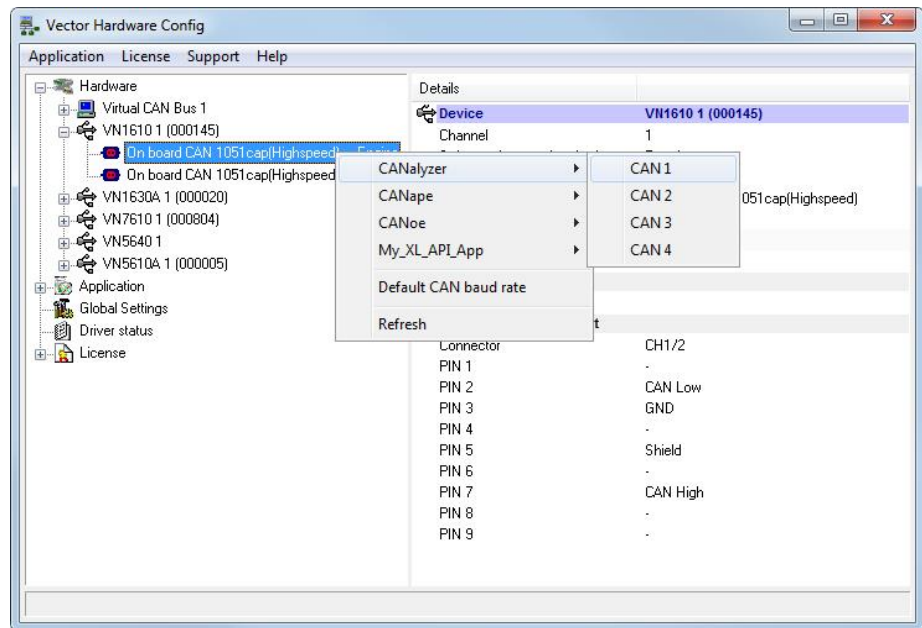 Vector Hardware Config
Application License Support Help
Hardware
Virtual CAN Bus 1
VN1610 1 (000145)
On board CAN 1051cap(Highspeed)
On board CAN 1051cap(Highspeed
VN1630A 1 (000020)
VN7610 1 (000804)
VN5640 1
VN5610A 1 (000005)
Application
Global Settings
Driver status
License
CANalyzer
CANape
CANoe
My_XL_API_App
Default CAN baud rate
Refresh
CAN 1
CAN 2
CAN 3
CAN 4
Details
Device VN1610 1 (000145)
Channel 1
051cap(Highspeed)
Connector CH1/2
PIN 1 -
PIN 2 CAN Low
PIN 3 GND
PIN 4 -
PIN 5 Shield
PIN 6 -
PIN 7 CAN High
PIN 8 -
PIN 9 -